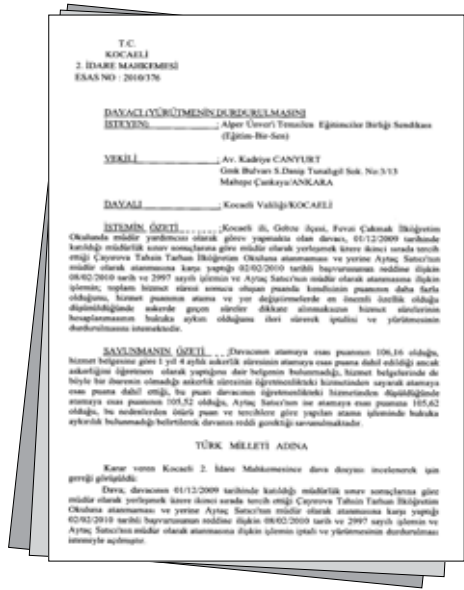 T.C.
KOCAELİ
2. İDARE MAHKEMESİ
ESAS NO : 2010/376
DAVACI (YÜRÜTMENİN DURDURULMASINI
İSTEYEN) : Alper Ünver'i Temsilen Eğitimciler Birliği Sendikası
(Eğitim-Bir-Sen)
VEKİLİ : Av. Kadriye CANYURT
Gmk Bulvarı S.Danış Tunalıgil Sok. No:3/13
Maltepe Çankaya/ANKARA
DAVALI : Kocaeli Valiliği/KOCAELİ
İSTEMİN ÖZETİ : Kocaeli ili, Gebze ilçesi, Fevzi Çakmak İlköğretim
Okulunda müdür yardımcısı olarak görev yapmakta olan davacı, 01/12/2009 tarihinde
katıldığı müdürlük sınav sonuçlarına göre müdür olarak yerleşmek üzere ikinci sırada tercih
ettiği Çayırova Tahsin Tarhan İlköğretim Okuluna atanmaması ve yerine Aytaç Satıcı'nın
müdür olarak atanmasına karşı yaptığı 02/02/2010 tarihli başvurusunun reddine ilişkin
08/02/2010 tarih ve 2997 sayılı işlemin Aytaç Satıcı'nın müdür olarak atanmasına ilişkin
işlemin; toplam hizmet süresi sonucu oluşan puanda kendisinin puanının daha fazla
olduğunu, hizmet puanının atama ve yer değiştirmelerde en önemli özellik olduğu
düşünüldüğünde askerde geçen süreler dikkate alınmaksızın hizmet sürelerinin
hesaplanmasının hukuka aykırı olduğunu ileri sürerek iptalisi ve yürütmesinin
durdurulmasını istemektedir.
SAVUNMANIN ÖZETİ : Davacının atamaya esas puanının 106,16 olduğu,
hizmet belgesine göre 1 yıl 4 aylık askerlik süresinin atamaya esas puana dahil edildiği ancak
askerliğini öğretmen olarak yaptığına dair belgenin bulunmadığı, hizmet belgelerinde de
böyle bir ibarenin olmadığı askerlik süresinin öğretmenlikteki hizmetinden sayarak atamaya
esas puana dahil ettiği, bu puan davacının öğretmenlikteki hizmetinden düşüldüğünde
atamaya esas puanının 105,52 olduğu, Aytaç Satıcı'nın ise atamaya esas puanının 105,62
olduğu, bu nedenlerden ötürü puan ve tercihlere göre yapılan atama işleminde hukuka
aykırılık bulunmadığı belirtilerek davanın reddi gerektiği savunulmaktadır.
TÜRK MİLLETİ ADINA
Karar veren Kocaeli 2. İdare Mahkemesince dava dosyası incelenerek işin
gereği görüşüldü:
Dava, davacının 01/12/2009 tarihinde katıldığı müdürlük sınav sonuçlarına göre
müdür olarak yerleşmek üzere ikinci sırada tercih ettiği Çayırova Tahsin Tarhan İlköğretim
Okuluna atanmaması ve yerine Aytaç Satıcı'nın müdür olarak atanmasına karşı yaptığı
02/02/2010 tarihli başvurusunun reddine ilişkin 08/02/2010 tarih ve 2997 sayılı işlemin ve
Aytaç Satıcı'nın müdür olarak atanmasına ilişkin işlemin iptali ve yürütmesinin durdurulması
istemiyle açılmıştır.